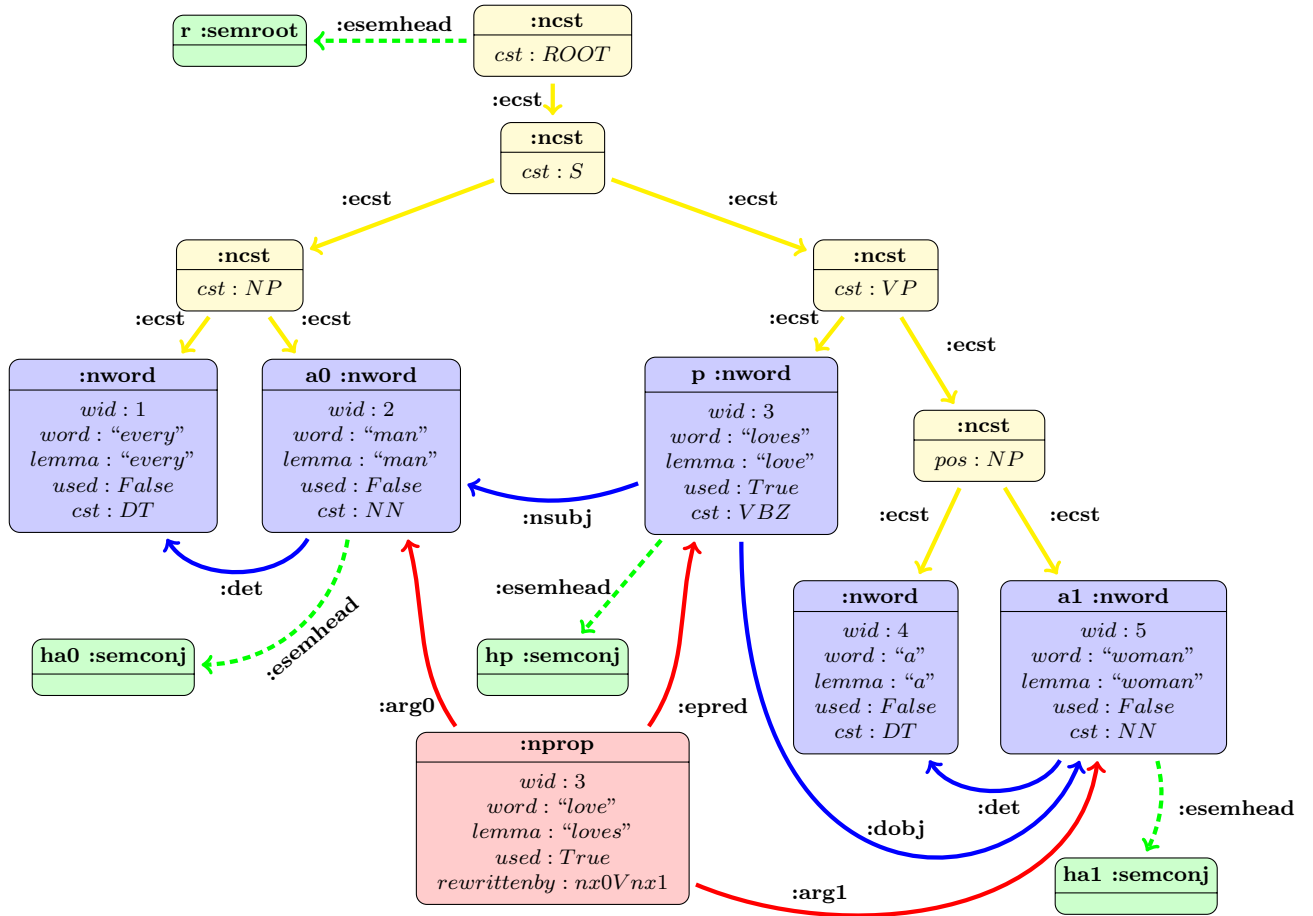 :esemhead
:ncst
r :semroot
cst : ROOT
:ecst
:ncst
cst : S
:ecst
:ecst
:ncst
cst : NP
:ncst
cst : VP
:ecst
:ecst
:ecst
:ecst
:nword
wid : 1
word : “every”
lemma : “every”
used : False
cst : DT
a0 :nword
wid : 2
word : “man”
lemma : “man”
used : False
cst : NN
p :nword
wid : 3
word : “loves”
lemma : “love”
used : True
cst : VBZ
:ncst
pos : NP
:nsubj
:ecst
:ecst
:det
:esemhead
:esemhead
:nword
wid : 4
word : “a”
lemma : “a”
used : False
cst : DT
a1 :nword
wid : 5
word : “woman”
lemma : “woman”
used : False
cst : NN
ha0 :semconj
hp :semconj
:arg0
:epred
:nprop
wid : 3
word : “love”
lemma : “loves”
used : True
rewrittenby : nx0Vnx1
:det
:esemhead
:dobj
:arg1
ha1 :semconj